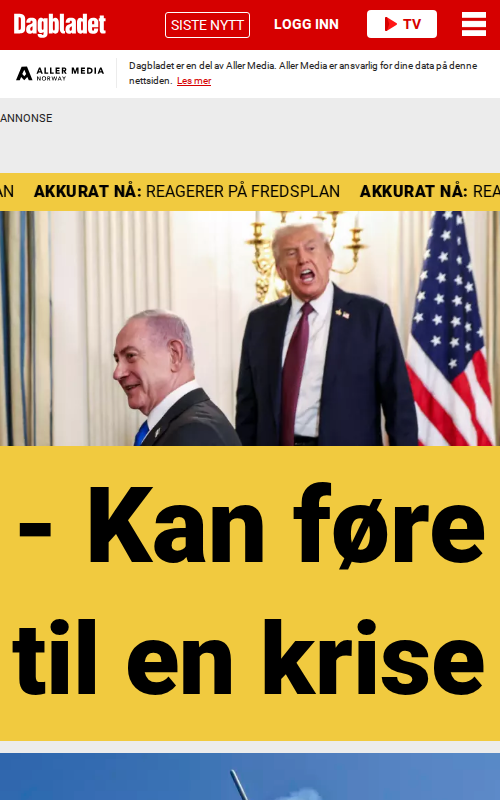 Dagbladet
SISTE NYTT
LOGG INN
TV
ALLER MEDIA
NORWAY
Dagbladet er en del av Aller Media. Aller Media er ansvarlig for dine data på denne
nettsiden. Les mer
ANNONSE
AN AKKURAT NÅ: REAGERER PÅ FREDSPLAN AKKURAT NÅ: REA
- Kan føre
til en krise